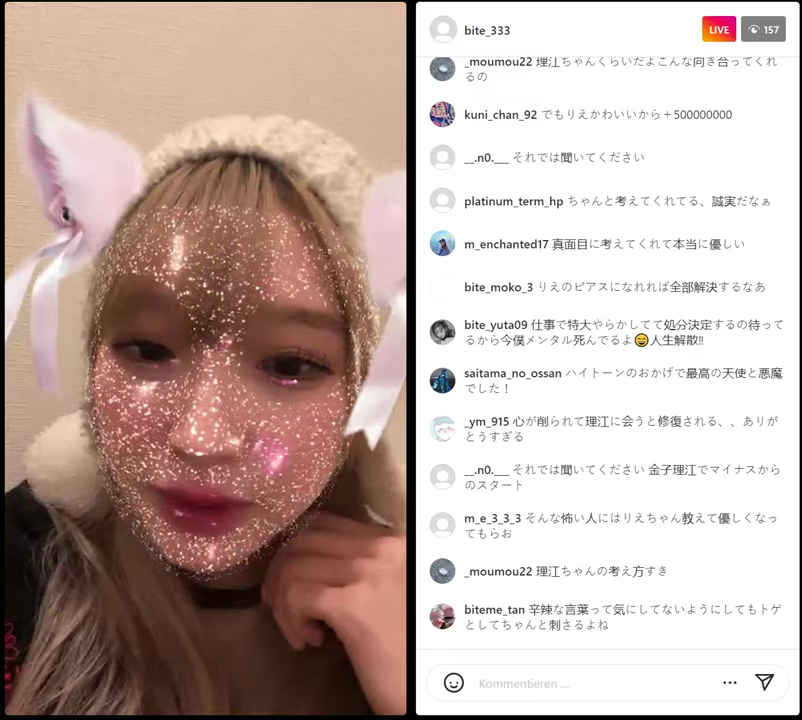 bite_333
LIVE
157
_moumou22 理江ちゃんくらいだよこんな向き合ってくれ
るの
kuni_chan_92 でもりえかわいいから＋500000000
__.n0.___ それでは聞いてください
platinum_term_hp ちゃんと考えてくれてる、誠実だなぁ
m_enchanted17 真面目に考えてくれて本当に優しい
bite_moko_3 りえのピアスになれれば全部解決するなあ
bite_yuta09 仕事で特大やらかしてて処分決定するの待って
るから今僕メンタル死んでるよ😄人生解散‼
saitama_no_ossan ハイトーンのおかげで最高の天使と悪魔
でした！
_ym_915 心が削られて理江に会うと修復される、、ありが
とうすぎる
__.n0.___ それでは聞いてください 金子理江でマイナスから
のスタート
m_e_3_3_3 そんな怖い人にはりえちゃん教えて優しくなっ
てもらお
_moumou22 理江ちゃんの考え方すき
biteme_tan 辛辣な言葉って気にしてないようにしてもトゲ
としてちゃんと刺さるよね
Kommentieren ...